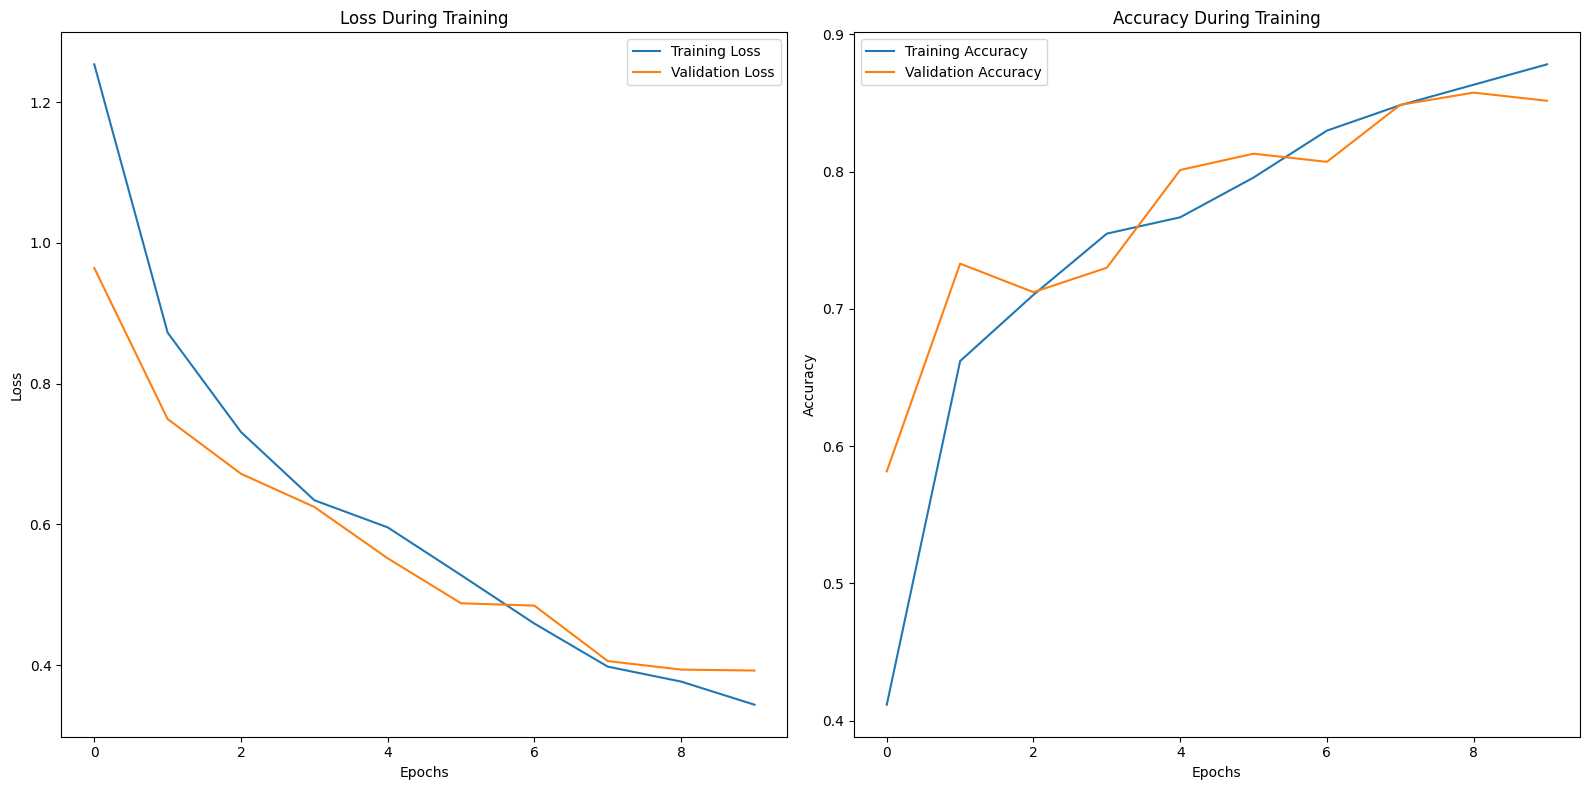 Loss During Training
Training Loss
Validation Loss
1.2
1.0
0.8
0.6
0.4
Loss
0 2 4 6 8
Epochs
Accuracy During Training
Training Accuracy
Validation Accuracy
0.9
0.8
0.7
0.6
0.5
0.4
Accuracy
0 2 4 6 8
Epochs